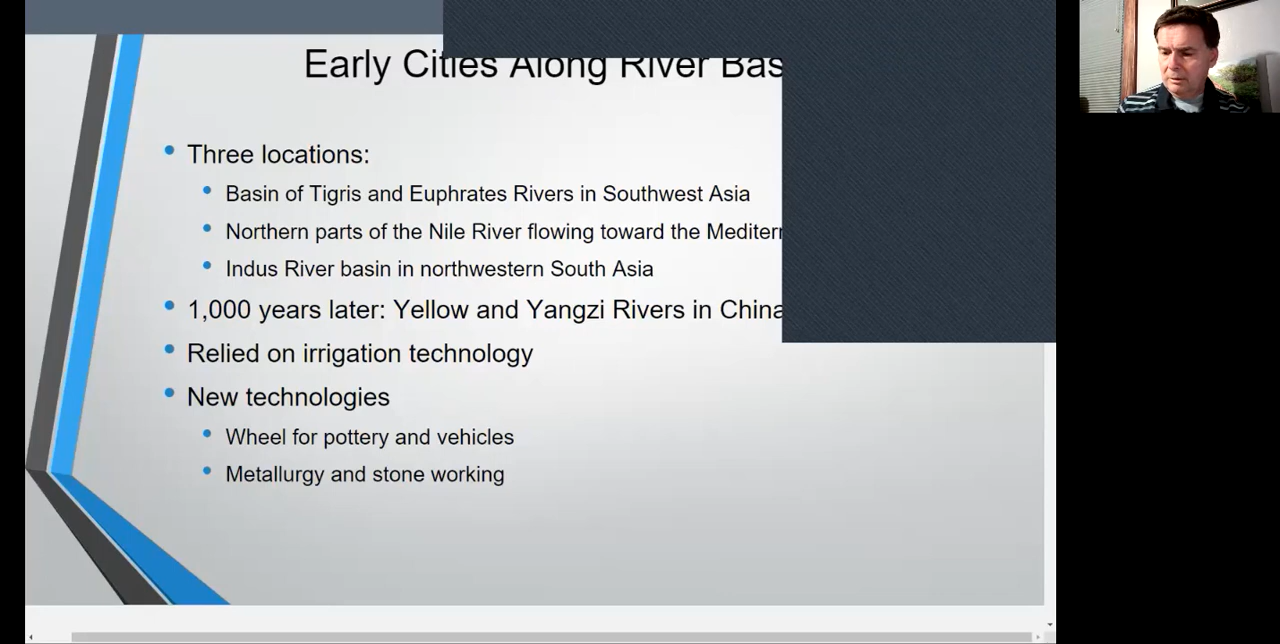 Early Cities Along River Bas
Three locations:
Basin of Tigris and Euphrates Rivers in Southwest Asia
Northern parts of the Nile River flowing toward the Mediterr
Indus River basin in northwestern South Asia
1,000 years later: Yellow and Yangzi Rivers in China
Relied on irrigation technology
New technologies
Wheel for pottery and vehicles
Metallurgy and stone working